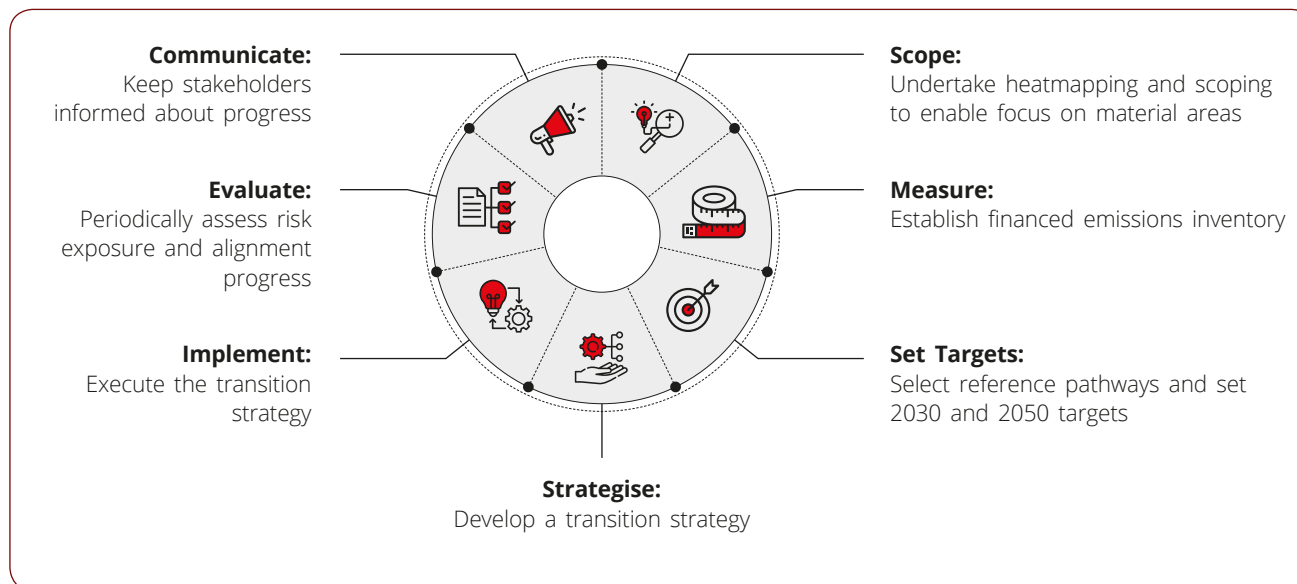 Communicate:
Keep stakeholders
informed about progress
Scope:
Undertake heatmapping and scoping
to enable focus on material areas
Evaluate:
Periodically assess risk
exposure and alignment
progress
Measure:
Establish financed emissions inventory
Implement:
Execute the transition
strategy
Set Targets:
Select reference pathways and set
2030 and 2050 targets
Strategise:
Develop a transition strategy